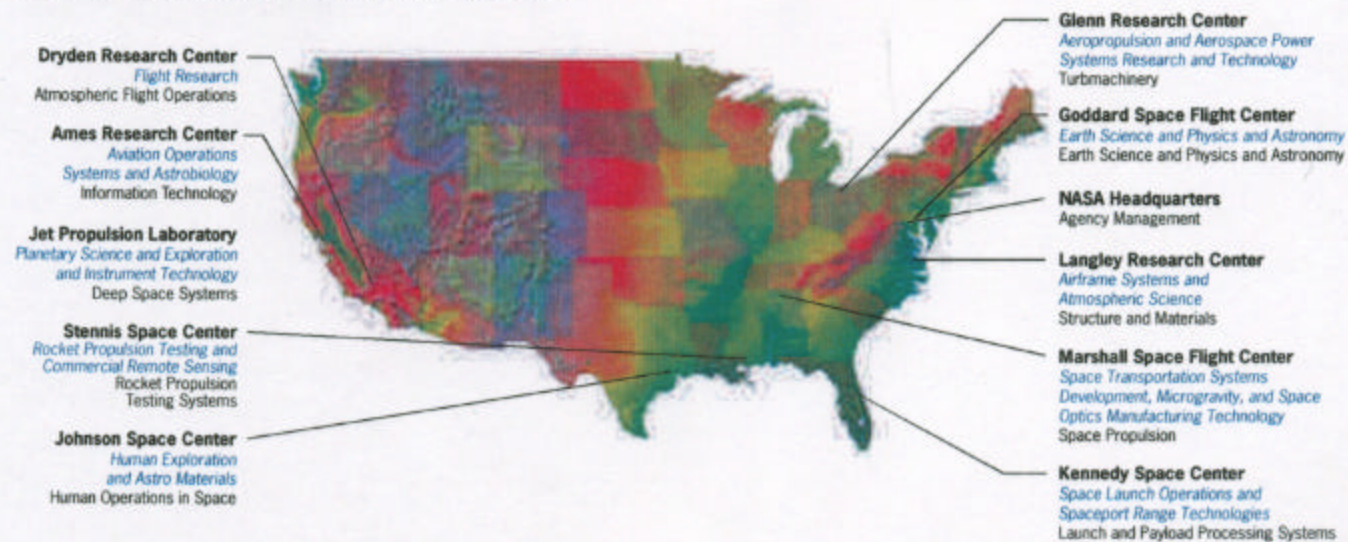 Dryden Research Center
Flight Research
Atmospheric Flight Operations
Ames Research Center
Aviation Operations
Systems and Astrobiology
Information Technology
Jet Propulsion Laboratory
Planetary Science and Exploration
and Instrument Technology
Deep Space Systems
Stennis Space Center
Rocket Propulsion Testing and
Commercial Remote Sensing
Rocket Propulsion
Testing Systems
Johnson Space Center
Human Exploration
and Astro Materials
Human Operations in Space
Glenn Research Center
Aeropropulsion and Aerospace Power
Systems Research and Technology
Turbmachinery
Goddard Space Flight Center
Earth Science and Physics and Astronomy
Earth Science and Physics and Astronomy
NASA Headquarters
Agency Management
Langley Research Center
Airframe Systems and
Atmospheric Science
Structure and Materials
Marshall Space Flight Center
Space Transportation Systems
Development, Microgravity, and Space
Optics Manufacturing Technology
Space Propulsion
Kennedy Space Center
Space Launch Operations and
Spaceport Range Technologies
Launch and Payload Processing Systems